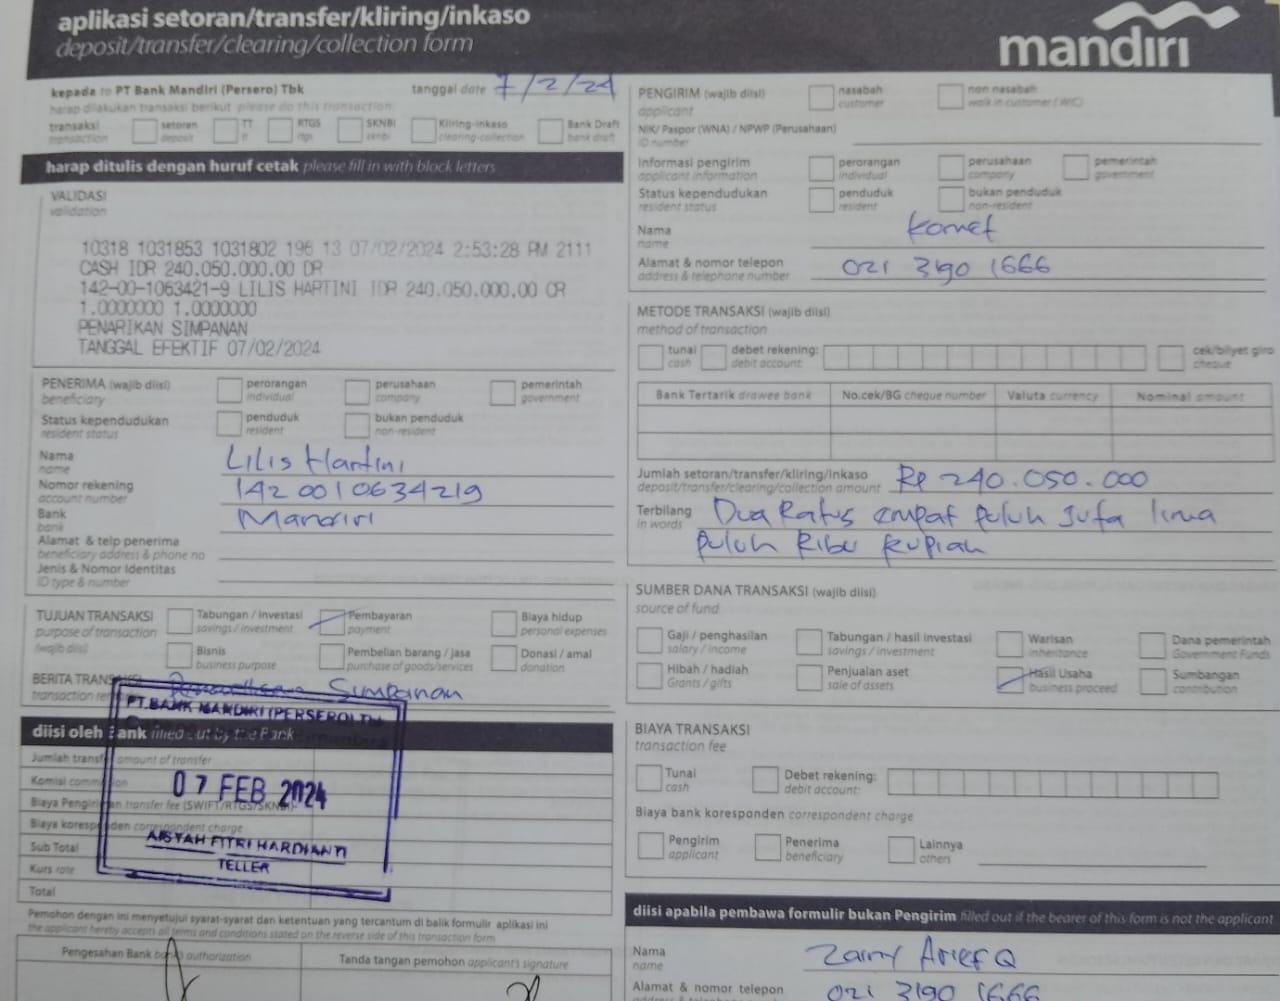 aplikasi setoran/transfer/kliring/inkaso
deposit/transfer/clearing/collection form
mandiri
kepada to PT Bank Mandiri (Persero) Tbk
tanggal date 7/2/24
harap dilakukan transaksi berikut please do this transaction
transaksi transaction
setoran deposit
TT tt
RTGS rtgs
SKNBI sknbi
Kliring-inkaso clearing-collection
Bank Draft bank draft
harap ditulis dengan huruf cetak please fill in with block letters
VALIDASI
validation
10318 1031853 1031802 196 13 07/02/2024 2:53:28 PM 2111
CASH IDR 240.050.000.00 DR
142-00-1063421-9 LILIS HARTINI IDR 240.050.000.00 CR
1.0000000 1.0000000
PENARIKAN SIMPANAN
TANGGAL EFEKTIF 07/02/2024
PENERIMA (wajib diisi)
beneficiary
perorangan individual
perusahaan company
pemerintah government
Status kependudukan
resident status
penduduk resident
bukan penduduk non-resident
Nama
name
Lilis Hartini
Nomor rekening
account number
1420010634219
Bank
bank
Mandiri
Alamat & telp penerima
beneficiary address & phone no
Jenis & Nomor Identitas
ID type & number
TUJUAN TRANSAKSI
purpose of transaction
(wajib diisi)
Tabungan / investasi savings / investment
Pembayaran payment
Biaya hidup personal expenses
Bisnis business purpose
Pembelian barang / jasa purchase of goods/services
Donasi / amal donation
BERITA TRANSAKSI
transaction
Simpanan
PT.BANK MANDIRI (PERSERO) Tbk
diisi oleh Bank filled out by the Bank
Jumlah transfer amount of transfer
Komisi commission
07 FEB 2024
Biaya Pengiriman transfer fee (SWIFT/RTGS/SKNBI)
Biaya koresponden correspondent charge
AISYAH FITRI HARDIANTI
Sub Total
TELLER
Kurs rate
Total
Pemohon dengan ini menyetujui syarat-syarat dan ketentuan yang tercantum di balik formulir aplikasi ini
the applicant hereby accepts all terms and conditions stated on the reverse side of this transaction form
Pengesahan Bank bank's authorization
Tanda tangan pemohon applicant's signature
PENGIRIM (wajib diisi)
applicant
nasabah customer
non nasabah walk in customer (WIC)
NIK/Paspor (WNA) / NPWP (Perusahaan)
ID number
Informasi pengirim
applicant information
perorangan individual
perusahaan company
pemerintah government
Status kependudukan
resident status
penduduk resident
bukan penduduk non-resident
Nama
name
Komet
Alamat & nomor telepon
address & telephone number
021 3190 1666
METODE TRANSAKSI (wajib diisi)
method of transaction
tunai cash
debet rekening: debit account:
cek/bilyet giro cheque
Bank Tertarik drawee bank
No.cek/BG cheque number
Valuta currency
Nominal amount
Jumlah setoran/transfer/kliring/inkaso
deposit/transfer/clearing/collection amount
Rp 240.050.000
Terbilang
in words
Dua Ratus empat puluh Juta lima
puluh Ribu Rupiah
SUMBER DANA TRANSAKSI (wajib diisi)
source of fund
Gaji / penghasilan salary / income
Tabungan / hasil investasi savings / investment
Warisan inheritance
Dana pemerintah Government Funds
Hibah / hadiah Grants / gifts
Penjualan aset sale of assets
Hasil Usaha business proceed
Sumbangan contribution
BIAYA TRANSAKSI
transaction fee
Tunai cash
Debet rekening: debit account:
Biaya bank koresponden correspondent charge
Pengirim applicant
Penerima beneficiary
Lainnya others
diisi apabila pembawa formulir bukan Pengirim filled out if the bearer of this form is not the applicant
Nama
name
Zamy Arief Q
Alamat & nomor telepon
021 3190 1666